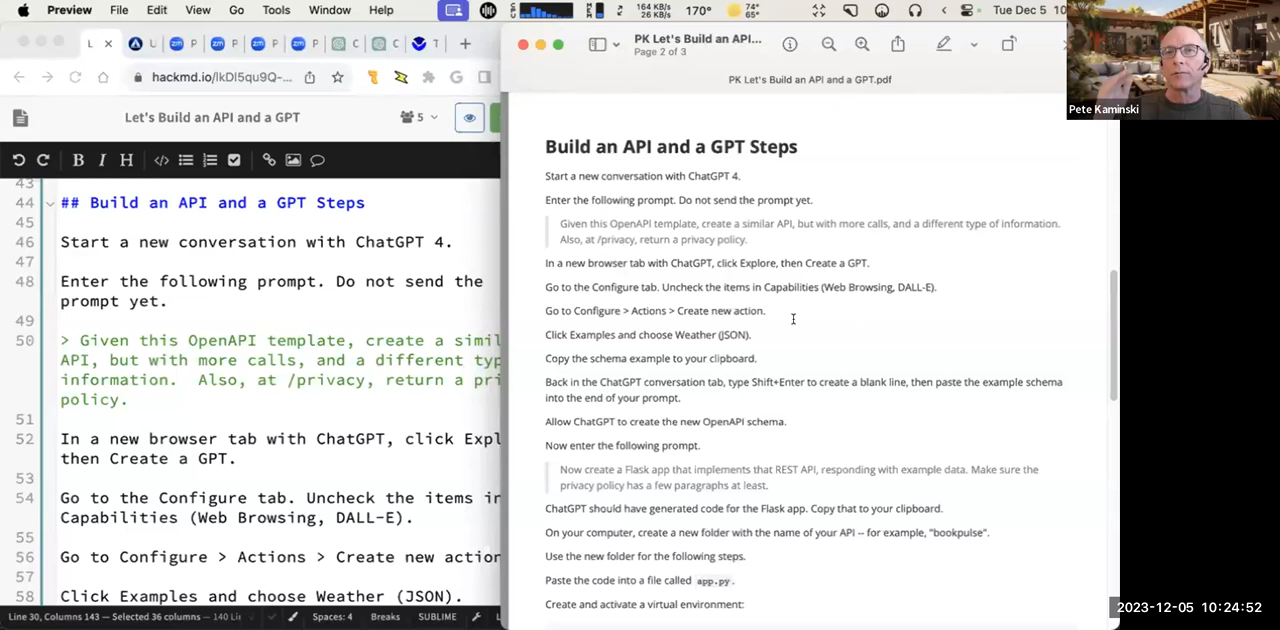 Preview File Edit View Go Tools Window Help 164 KB/s 26 KB/s 170° 74° 65° Tue Dec 5 10
hackmd.io/lkDI5qu9Q-...
Let's Build an API and a GPT
5
B I H
43
44 ## Build an API and a GPT Steps
45
46 Start a new conversation with ChatGPT 4.
47
48 Enter the following prompt. Do not send the
prompt yet.
49
50 > Given this OpenAPI template, create a simil
API, but with more calls, and a different typ
information. Also, at /privacy, return a pri
policy.
51
52 In a new browser tab with ChatGPT, click Expl
then Create a GPT.
53
54 Go to the Configure tab. Uncheck the items in
Capabilities (Web Browsing, DALL-E).
55
56 Go to Configure > Actions > Create new action
57
58 Click Examples and choose Weather (JSON).
Line 30, Columns 143 — Selected 36 columns — 140 Li
Spaces: 4 Breaks SUBLIME
PK Let's Build an API...
Page 2 of 3
PK Let's Build an API and a GPT.pdf
Build an API and a GPT Steps
Start a new conversation with ChatGPT 4.
Enter the following prompt. Do not send the prompt yet.
Given this OpenAPI template, create a similar API, but with more calls, and a different type of information.
Also, at /privacy, return a privacy policy.
In a new browser tab with ChatGPT, click Explore, then Create a GPT.
Go to the Configure tab. Uncheck the items in Capabilities (Web Browsing, DALL-E).
Go to Configure > Actions > Create new action.
Click Examples and choose Weather (JSON).
Copy the schema example to your clipboard.
Back in the ChatGPT conversation tab, type Shift+Enter to create a blank line, then paste the example schema
into the end of your prompt.
Allow ChatGPT to create the new OpenAPI schema.
Now enter the following prompt.
Now create a Flask app that implements that REST API, responding with example data. Make sure the
privacy policy has a few paragraphs at least.
ChatGPT should have generated code for the Flask app. Copy that to your clipboard.
On your computer, create a new folder with the name of your API -- for example, "bookpulse".
Use the new folder for the following steps.
Paste the code into a file called app.py.
Create and activate a virtual environment:
Pete Kaminski
2023-12-05 10:24:52